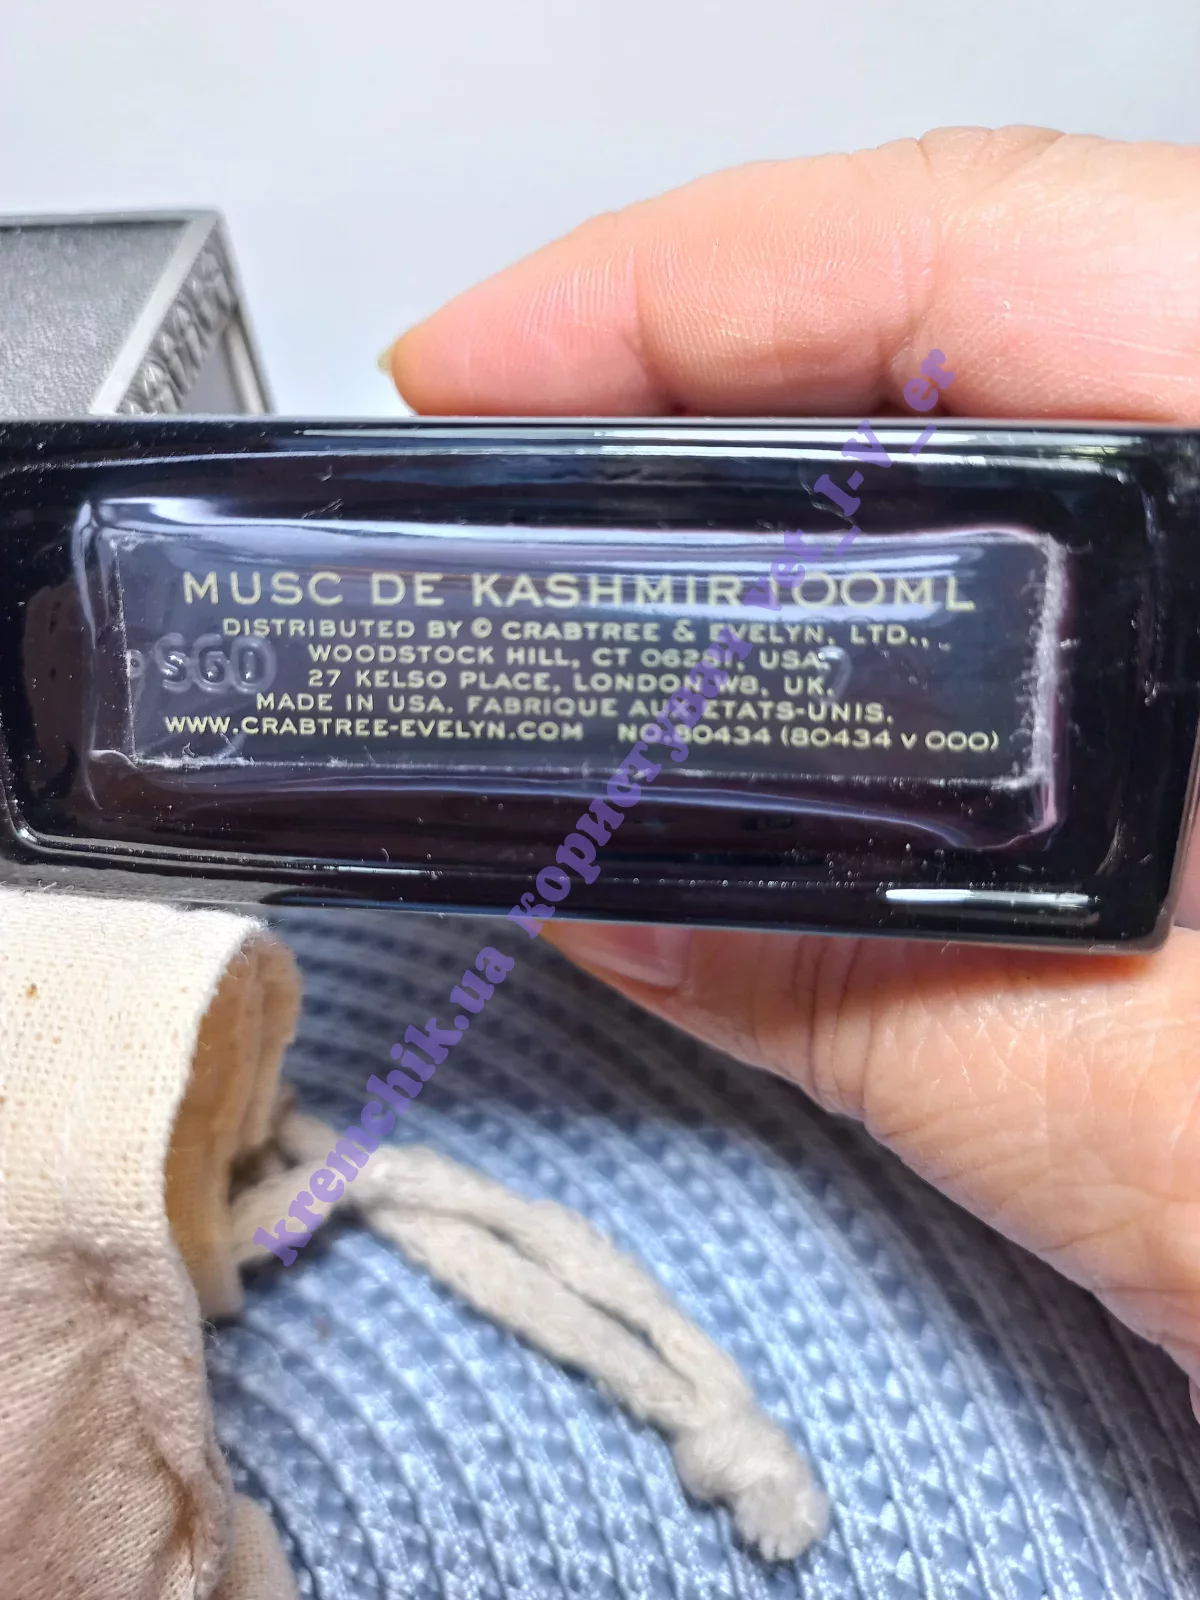 MUSC DE KASHMIR 100ML
DISTRIBUTED BY © CRABTREE & EVELYN, LTD.,
WOODSTOCK HILL, CT 06281, USA.
27 KELSO PLACE, LONDON W8, UK.
MADE IN USA. FABRIQUE AUX ETATS-UNIS.
WWW.CRABTREE-EVELYN.COM NO. 80434 (80434 V 000)
SGD
kremchik.ua користувач
I-V_er